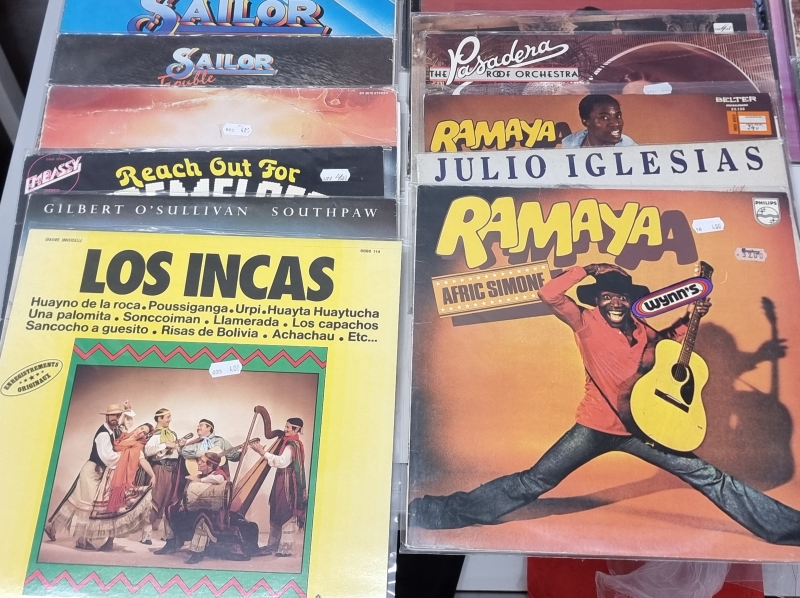 SAILOR
SAILOR
Trouble
EMBASSY
Reach Out For
GILBERT O'SULLIVAN SOUTHPAW
LOS INCAS
Huayno de la roca • Poussiganga • Urpi • Huayta Huaytucha
Una palomita • Sonccoiman • Llamerada • Los capachos
Sancocho a guesito • Risas de Bolivia • Achachau • Etc...
ENREGISTREMENTS
ORIGINAUX
Pasadena
THE ROOF ORCHESTRA
BELTER
RAMAYA
JULIO IGLESIAS
PHILIPS
RAMAYA
AFRIC SIMONE
WYNN'S